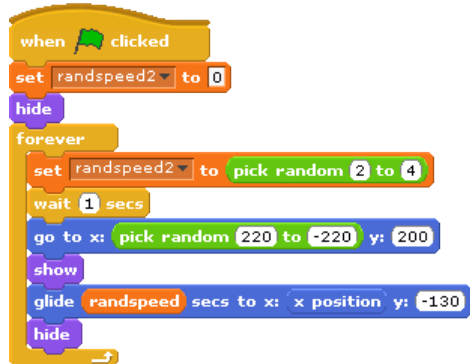 when clicked
set randspeed2 to 0
hide
forever
set randspeed2 to pick random 2 to 4
wait 1 secs
go to x: pick random 220 to -220 y: 200
show
glide randspeed secs to x: x position y: -130
hide